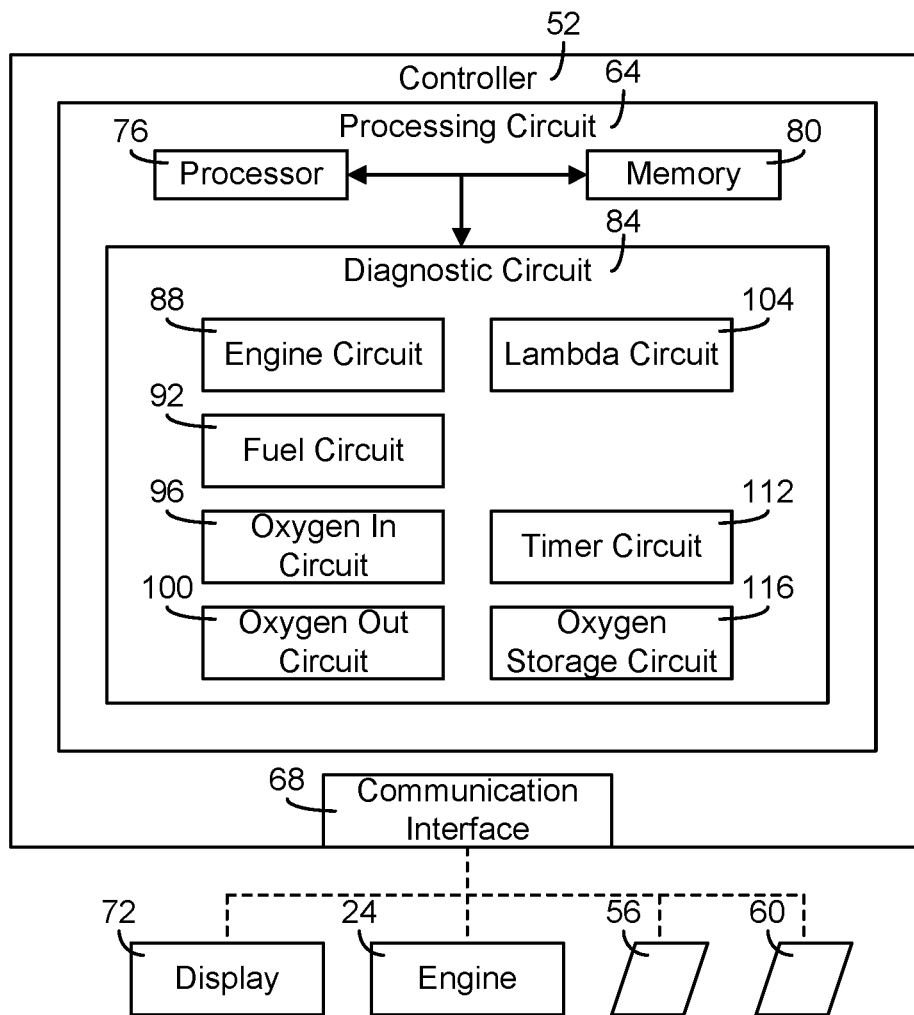 52
Controller
64
Processing Circuit
76
80
Processor
Memory
84
Diagnostic Circuit
88
104
Engine Circuit
Lambda Circuit
92
Fuel Circuit
96
112
Oxygen In
Circuit
Timer Circuit
100
116
Oxygen Out
Circuit
Oxygen
Storage Circuit
68
Communication
Interface
72
24
56
60
Display
Engine